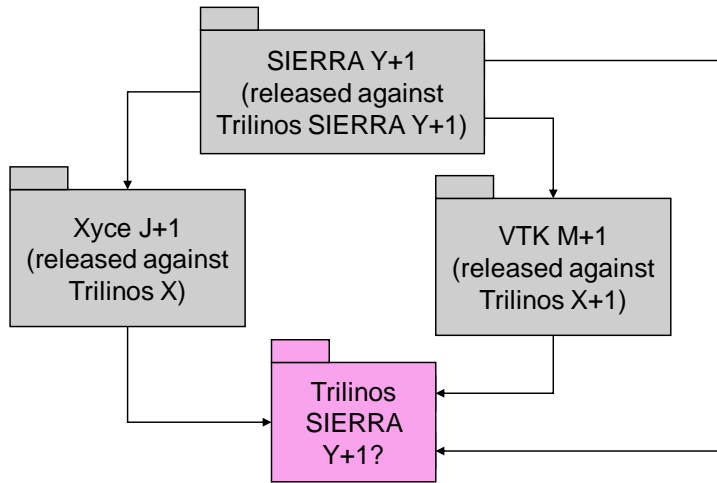 SIERRA Y+1
(released against
Trilinos SIERRA Y+1)
Xyce J+1
(released against
Trilinos X)
VTK M+1
(released against
Trilinos X+1)
Trilinos
SIERRA
Y+1?